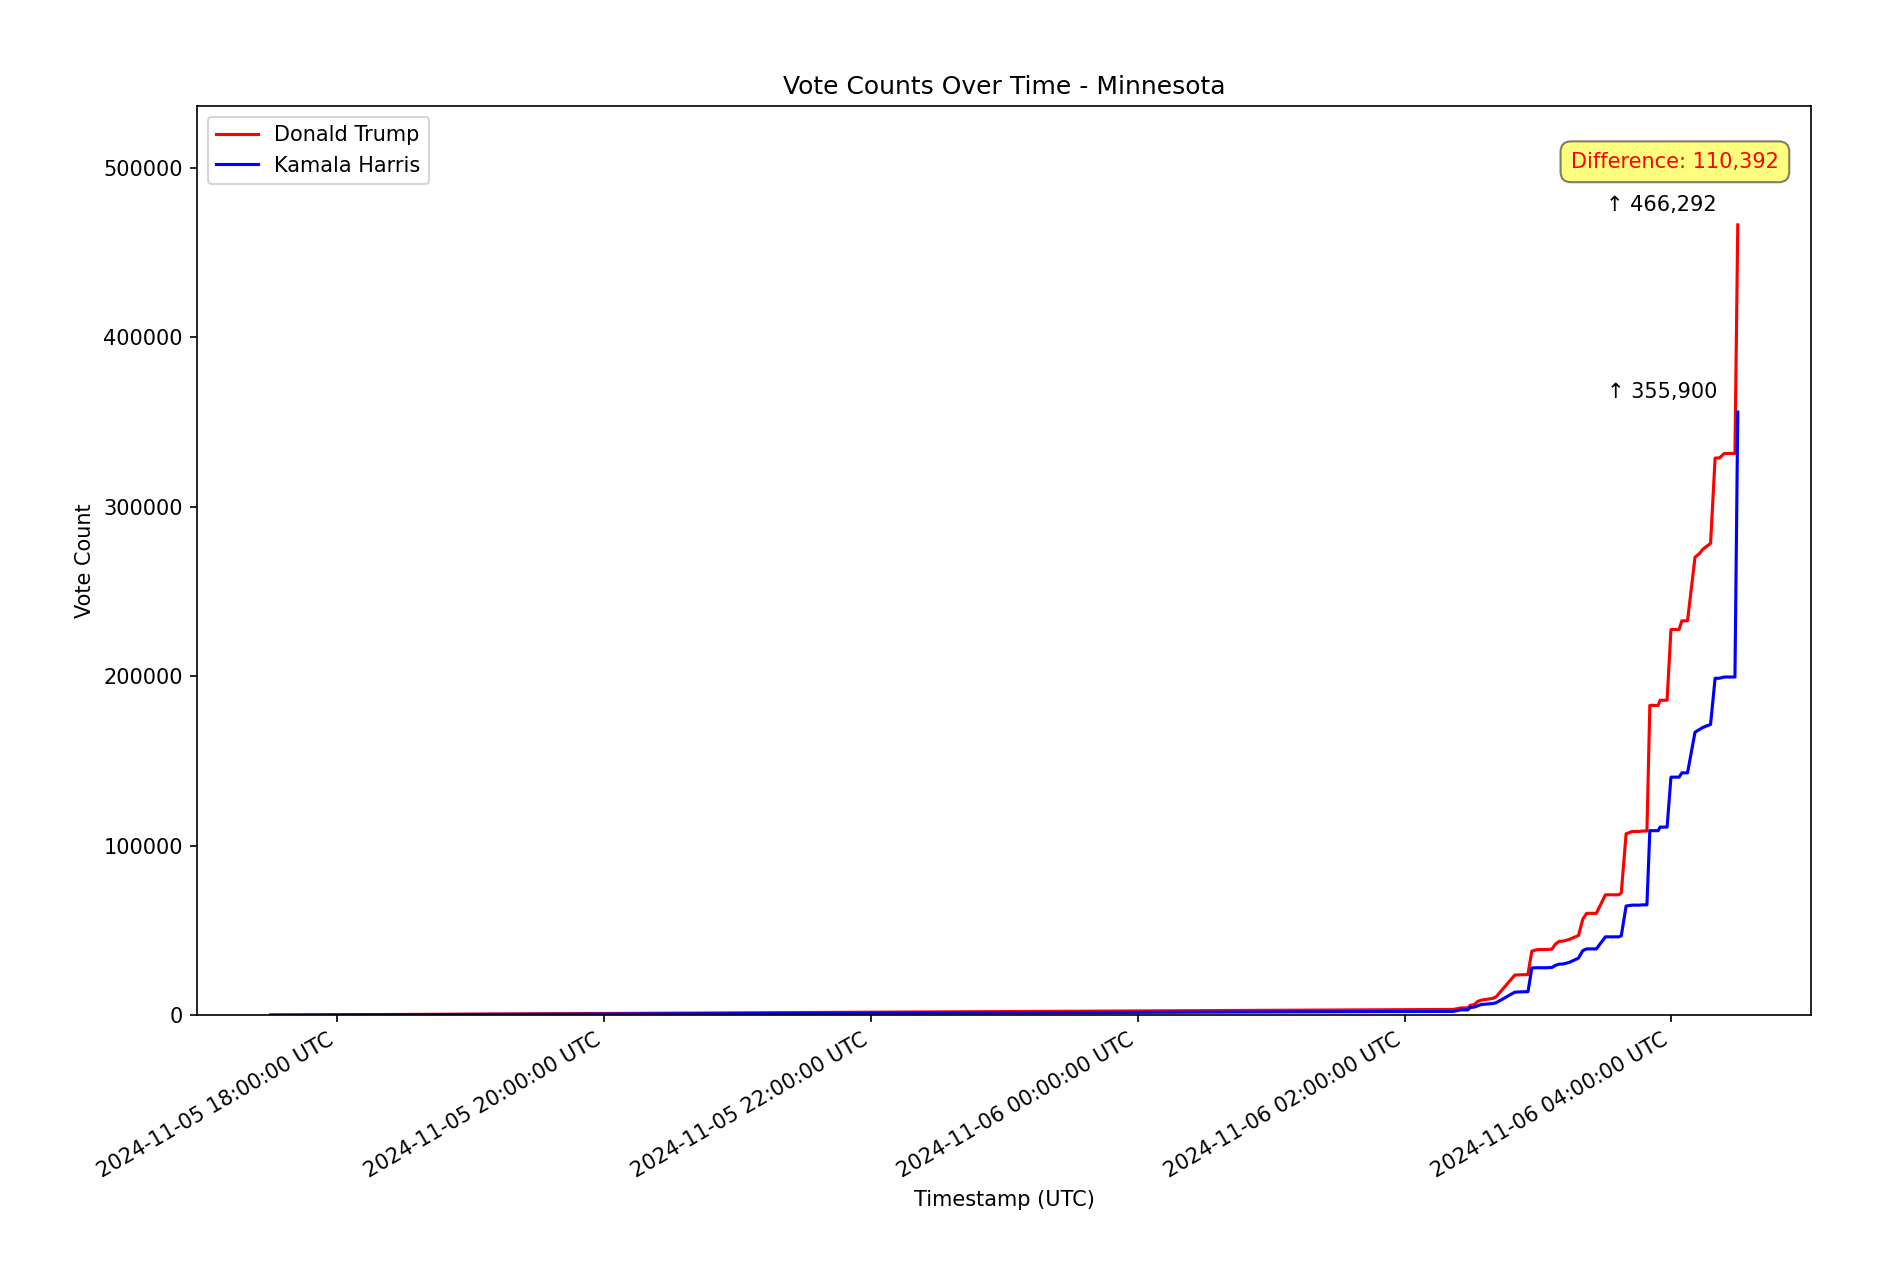 Vote Counts Over Time - Minnesota
Donald Trump
Kamala Harris
Difference: 110,392
↑ 466,292
↑ 355,900
500000
400000
300000
200000
100000
0
Vote Count
2024-11-05 18:00:00 UTC
2024-11-05 20:00:00 UTC
2024-11-05 22:00:00 UTC
2024-11-06 00:00:00 UTC
2024-11-06 02:00:00 UTC
2024-11-06 04:00:00 UTC
Timestamp (UTC)